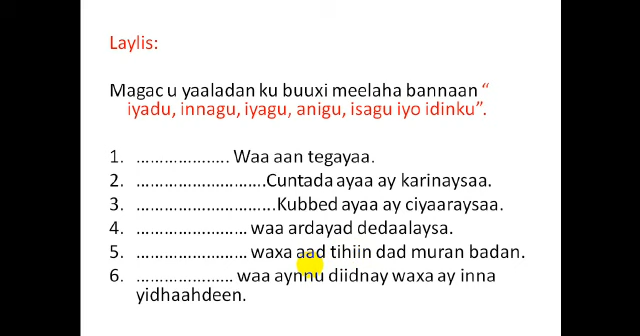 Laylis:
Magac u yaaladan ku buuxi meelaha bannaan “
iyadu, innagu, iyagu, anigu, isagu iyo idinku”.
1. ………………… Waa aan tegayaa.
2. ……………………….Cuntada ayaa ay karinaysaa.
3. …………………………Kubbed ayaa ay ciyaaraysaa.
4. …………………… waa ardayad dedaalaysa.
5. …………………… waxa aad tihiin dad muran badan.
6. ………………… waa aynnu diidnay waxa ay inna
yidhaahdeen.